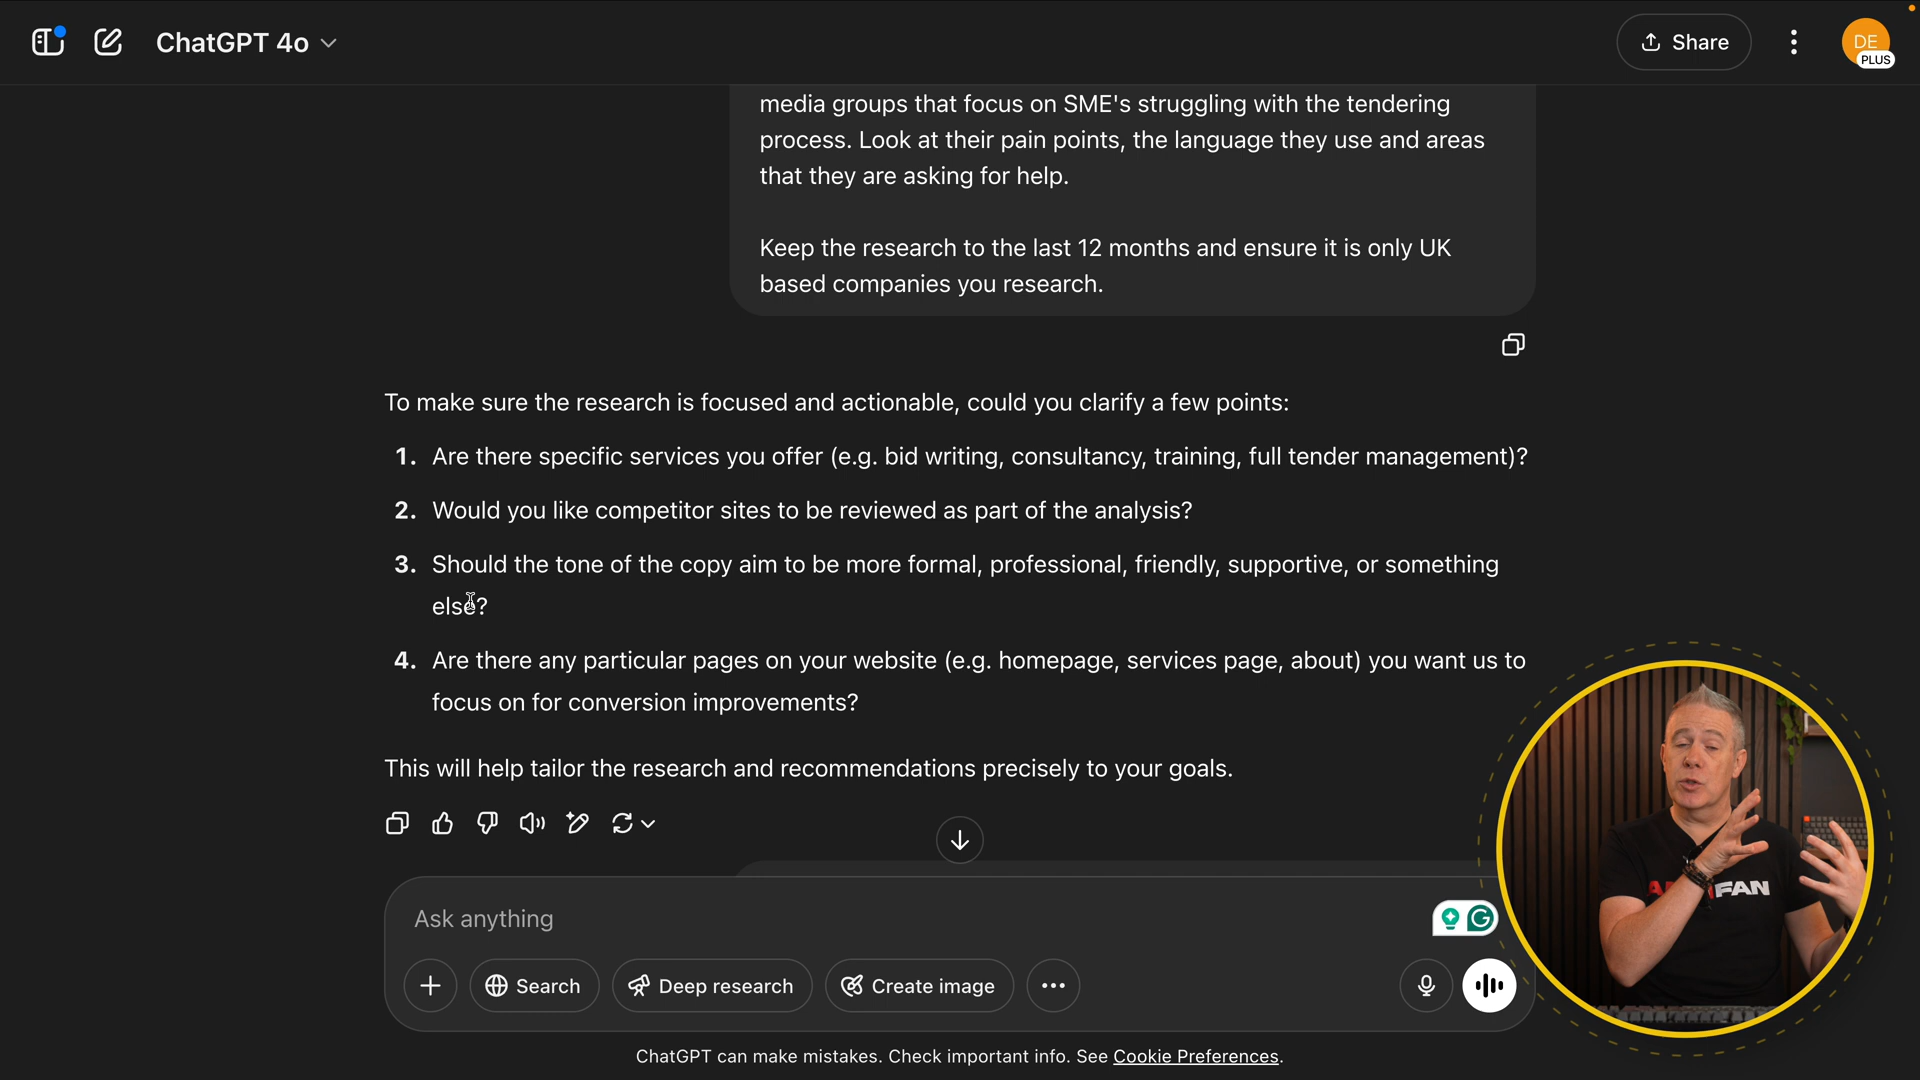 ChatGPT 4o
Share
DE
PLUS
media groups that focus on SME's struggling with the tendering
process. Look at their pain points, the language they use and areas
that they are asking for help.
Keep the research to the last 12 months and ensure it is only UK
based companies you research.
To make sure the research is focused and actionable, could you clarify a few points:
1. Are there specific services you offer (e.g. bid writing, consultancy, training, full tender management)?
2. Would you like competitor sites to be reviewed as part of the analysis?
3. Should the tone of the copy aim to be more formal, professional, friendly, supportive, or something
else?
4. Are there any particular pages on your website (e.g. homepage, services page, about) you want us to
focus on for conversion improvements?
This will help tailor the research and recommendations precisely to your goals.
Ask anything
Search
Deep research
Create image
FAN
ChatGPT can make mistakes. Check important info. See Cookie Preferences.